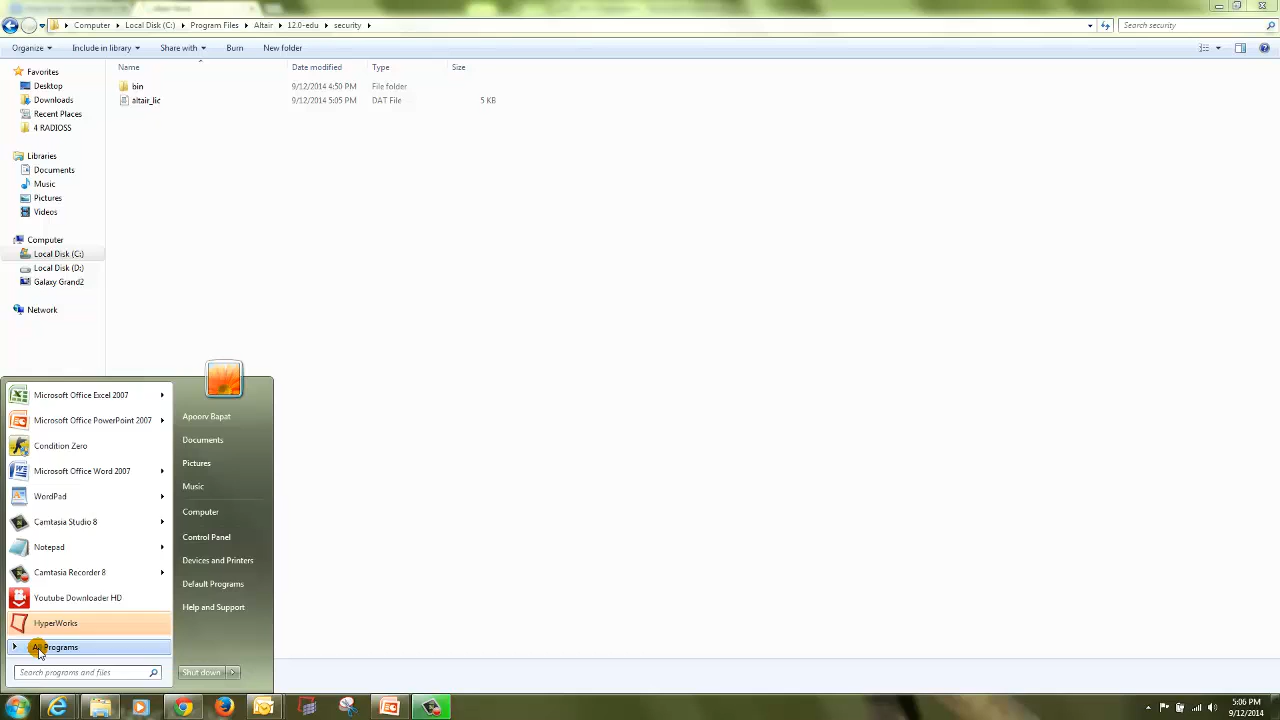 Computer ▸ Local Disk (C:) ▸ Program Files ▸ Altair ▸ 12.0-edu ▸ security ▸
Search security
Organize Include in library Share with Burn New folder
Name Date modified Type Size
Favorites
Desktop
Downloads
Recent Places
4 RADIOSS
Libraries
Documents
Music
Pictures
Videos
Computer
Local Disk (C:)
Local Disk (D:)
Galaxy Grand2
Network
bin 9/12/2014 4:50 PM File folder
altair_lic 9/12/2014 5:05 PM DAT File 5 KB
Microsoft Office Excel 2007
Microsoft Office PowerPoint 2007
Condition Zero
Microsoft Office Word 2007
WordPad
Camtasia Studio 8
Notepad
Camtasia Recorder 8
Youtube Downloader HD
HyperWorks
All Programs
Search programs and files
Apoorv Bapat
Documents
Pictures
Music
Computer
Control Panel
Devices and Printers
Default Programs
Help and Support
Shut down
5:06 PM
9/12/2014